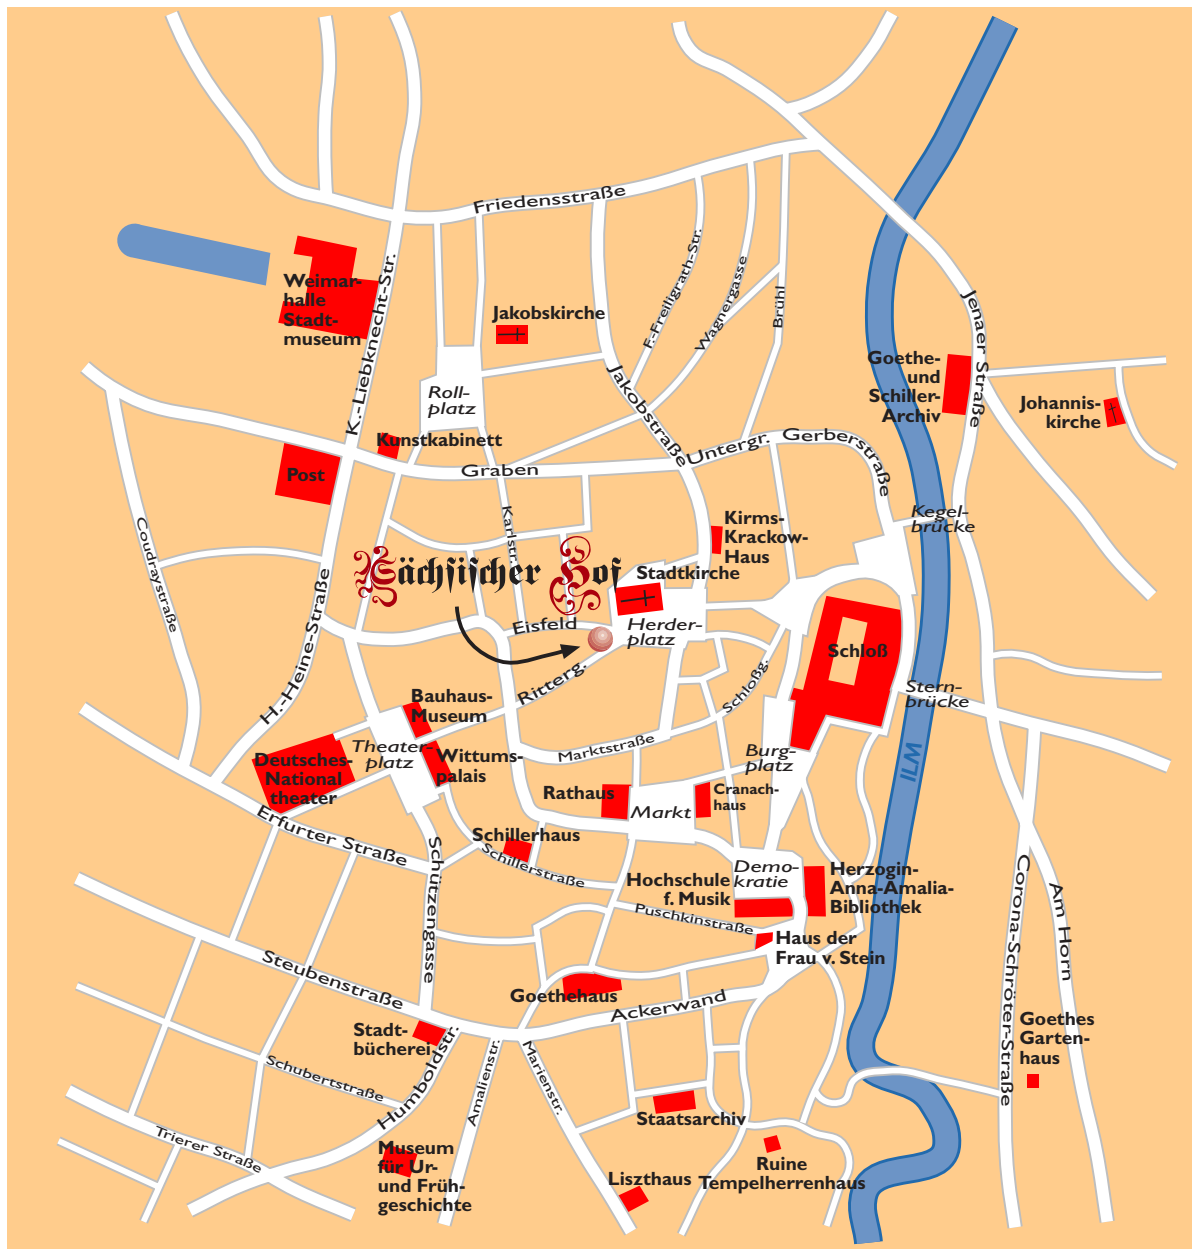 Friedensstraße
Weimar-
halle
Stadt-
museum
K.-Liebknecht-Str.
Jakobskirche
F.-Freiligrath-Str.
Wagnergasse
Brühl
Jenaer Straße
Goethe-
und
Schiller-
Archiv
Johannis-
kirche
Roll-
platz
Jakobstraße
Kunstkabinett
Graben
Untergr. Gerberstraße
Post
Kegel-
brücke
Coudraystraße
Karlstr.
Kirms-
Krackow-
Haus
Sächsischer Hof
Stadtkirche
H.-Heine-Straße
Eisfeld
Herder-
platz
Schloß
Ritterg.
Schloßg.
Stern-
brücke
Bauhaus-
Museum
Theater-
platz
Wittums-
palais
Marktstraße
Burg-
platz
ILM
Deutsches-
National
theater
Rathaus
Markt
Cranach-
haus
Erfurter Straße
Schützengasse
Schillerhaus
Schillerstraße
Demo-
kratie
Hochschule
f. Musik
Herzogin-
Anna-Amalia-
Bibliothek
Puschkinstraße
Haus der
Frau v. Stein
Corona-Schröter-Straße
Am Horn
Steubenstraße
Goethehaus
Ackerwand
Stadt-
bücherei
Humboldstr.
Amalienstr.
Marienstr.
Goethes
Garten-
haus
Schubertstraße
Staatsarchiv
Trierer Straße
Museum
für Ur-
und Früh-
geschichte
Liszthaus
Ruine
Tempelherrenhaus